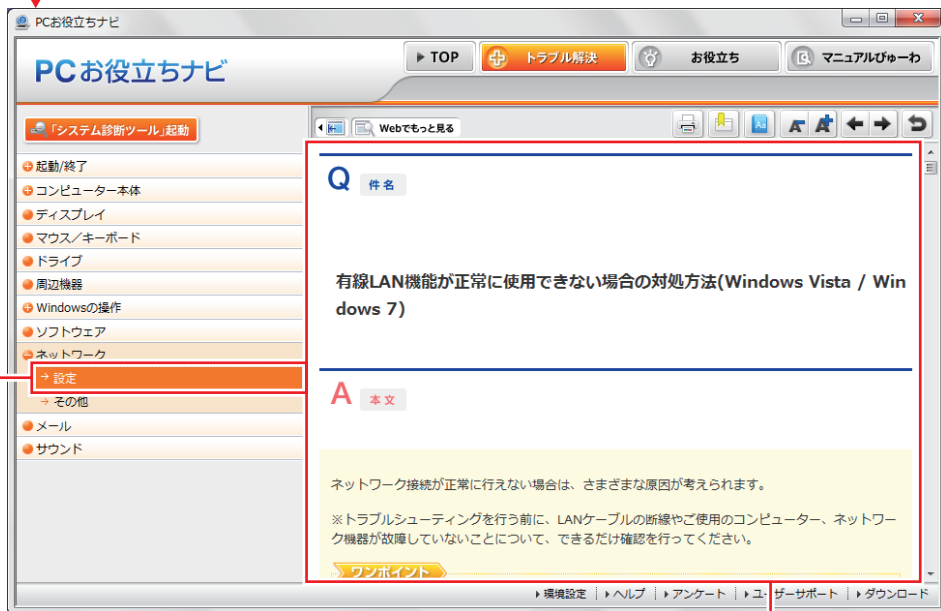 PCお役立ちナビ
PCお役立ちナビ
TOP
トラブル解決
お役立ち
マニュアルびゅーわ
「システム診断ツール」起動
Webでもっと見る
起動/終了
コンピューター本体
ディスプレイ
マウス/キーボード
ドライブ
周辺機器
Windowsの操作
ソフトウェア
ネットワーク
→ 設定
→ その他
メール
サウンド
Q 件名
有線LAN機能が正常に使用できない場合の対処方法(Windows Vista / Win
dows 7)
A 本文
ネットワーク接続が正常に行えない場合は、さまざまな原因が考えられます。
※トラブルシューティングを行う前に、LANケーブルの断線やご使用のコンピューター、ネットワー
ク機器が故障していないことについて、できるだけ確認を行ってください。
ワンポイント
環境設定
ヘルプ
アンケート
ユーザーサポート
ダウンロード